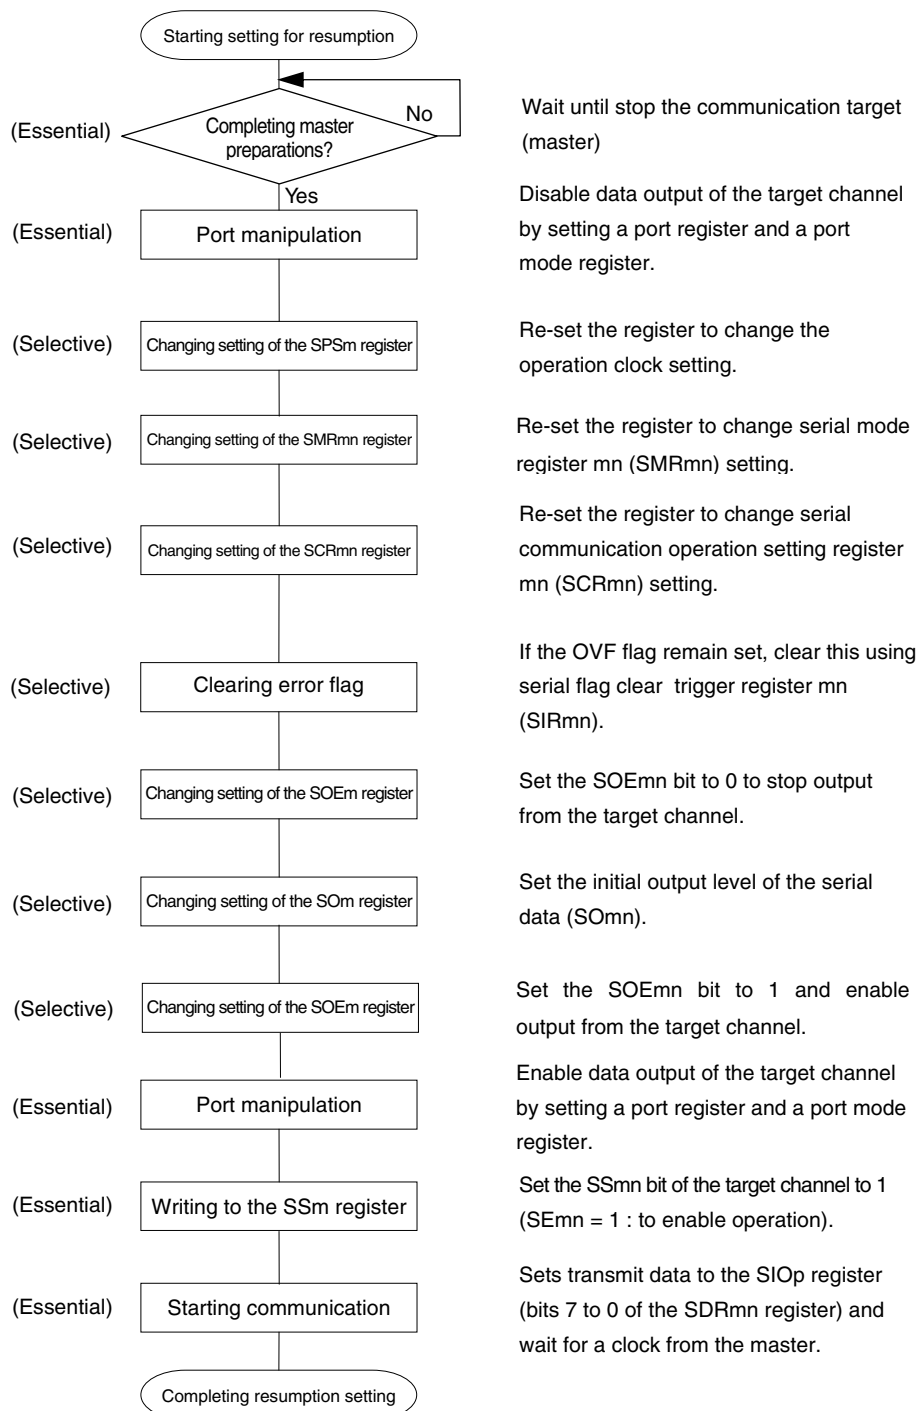 Starting setting for resumption
No
(Essential)
Completing master
preparations?
Wait until stop the communication target
(master)
Yes
(Essential)
Port manipulation
Disable data output of the target channel
by setting a port register and a port
mode register.
(Selective)
Changing setting of the SPSm register
Re-set the register to change the
operation clock setting.
(Selective)
Changing setting of the SMRmn register
Re-set the register to change serial mode
register mn (SMRmn) setting.
(Selective)
Changing setting of the SCRmn register
Re-set the register to change serial
communication operation setting register
mn (SCRmn) setting.
(Selective)
Clearing error flag
If the OVF flag remain set, clear this using
serial flag clear trigger register mn
(SIRmn).
(Selective)
Changing setting of the SOEm register
Set the SOEmn bit to 0 to stop output
from the target channel.
(Selective)
Changing setting of the SOm register
Set the initial output level of the serial
data (SOmn).
(Selective)
Changing setting of the SOEm register
Set the SOEmn bit to 1 and enable
output from the target channel.
(Essential)
Port manipulation
Enable data output of the target channel
by setting a port register and a port mode
register.
(Essential)
Writing to the SSm register
Set the SSmn bit of the target channel to 1
(SEmn = 1 : to enable operation).
(Essential)
Starting communication
Sets transmit data to the SIOp register
(bits 7 to 0 of the SDRmn register) and
wait for a clock from the master.
Completing resumption setting